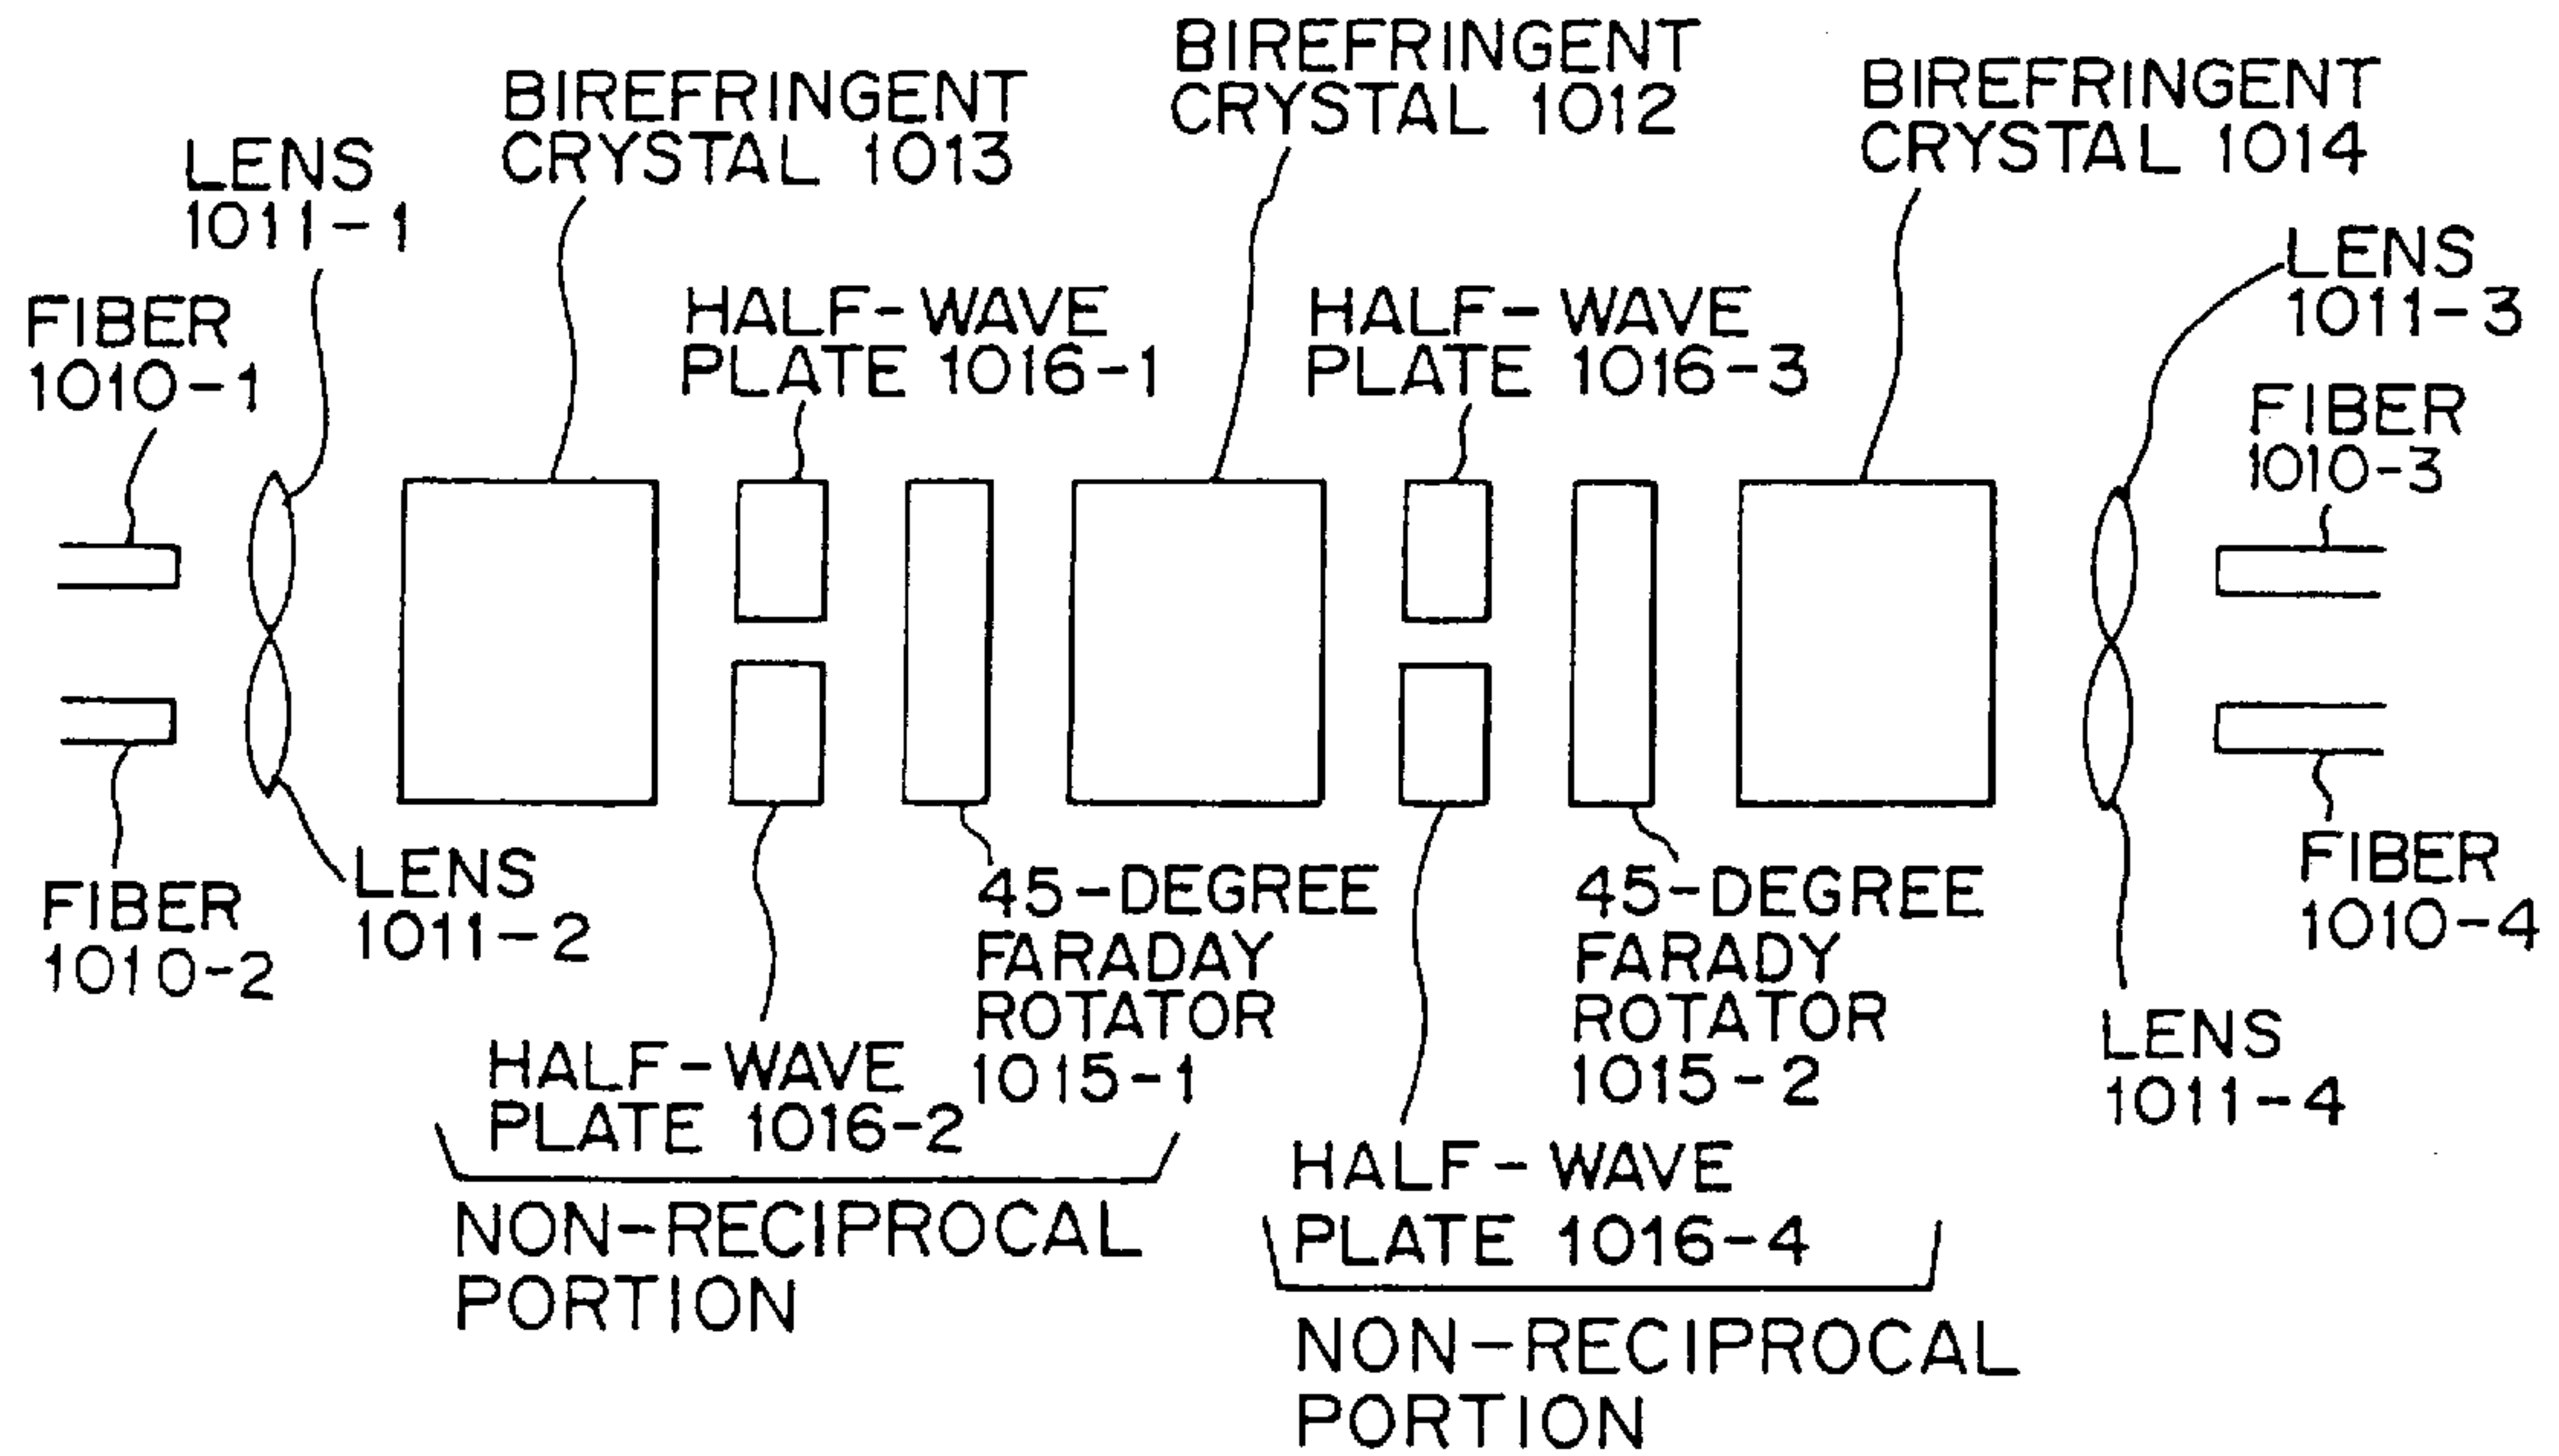 BIREFRINGENT
CRYSTAL 1012
BIREFRINGENT
CRYSTAL 1013
BIREFRINGENT
CRYSTAL 1014
LENS
1011-1
LENS
1011-3
FIBER
1010-1
HALF-WAVE
PLATE 1016-1
HALF-WAVE
PLATE 1016-3
FIBER
1010-3
FIBER
1010-2
LENS
1011-2
45-DEGREE
FARADAY
ROTATOR
1015-1
45-DEGREE
FARADY
ROTATOR
1015-2
FIBER
1010-4
LENS
1011-4
HALF-WAVE
PLATE 1016-2
HALF-WAVE
PLATE 1016-4
NON-RECIPROCAL
PORTION
NON-RECIPROCAL
PORTION